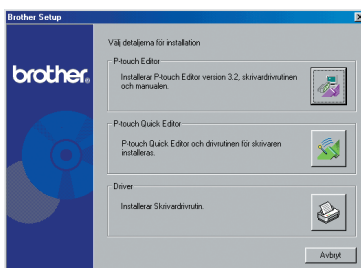 Brother Setup
Välj detaljerna för installation
brother.
P-touch Editor
Installerar P-touch Editor version 3.2, skrivardrivrutinen
och manualen.
P-touch Quick Editor
P-touch Quick Editor och drivrutinen för skrivaren
installeras.
Driver
Installerar Skrivardrivrutin.
Avbryt